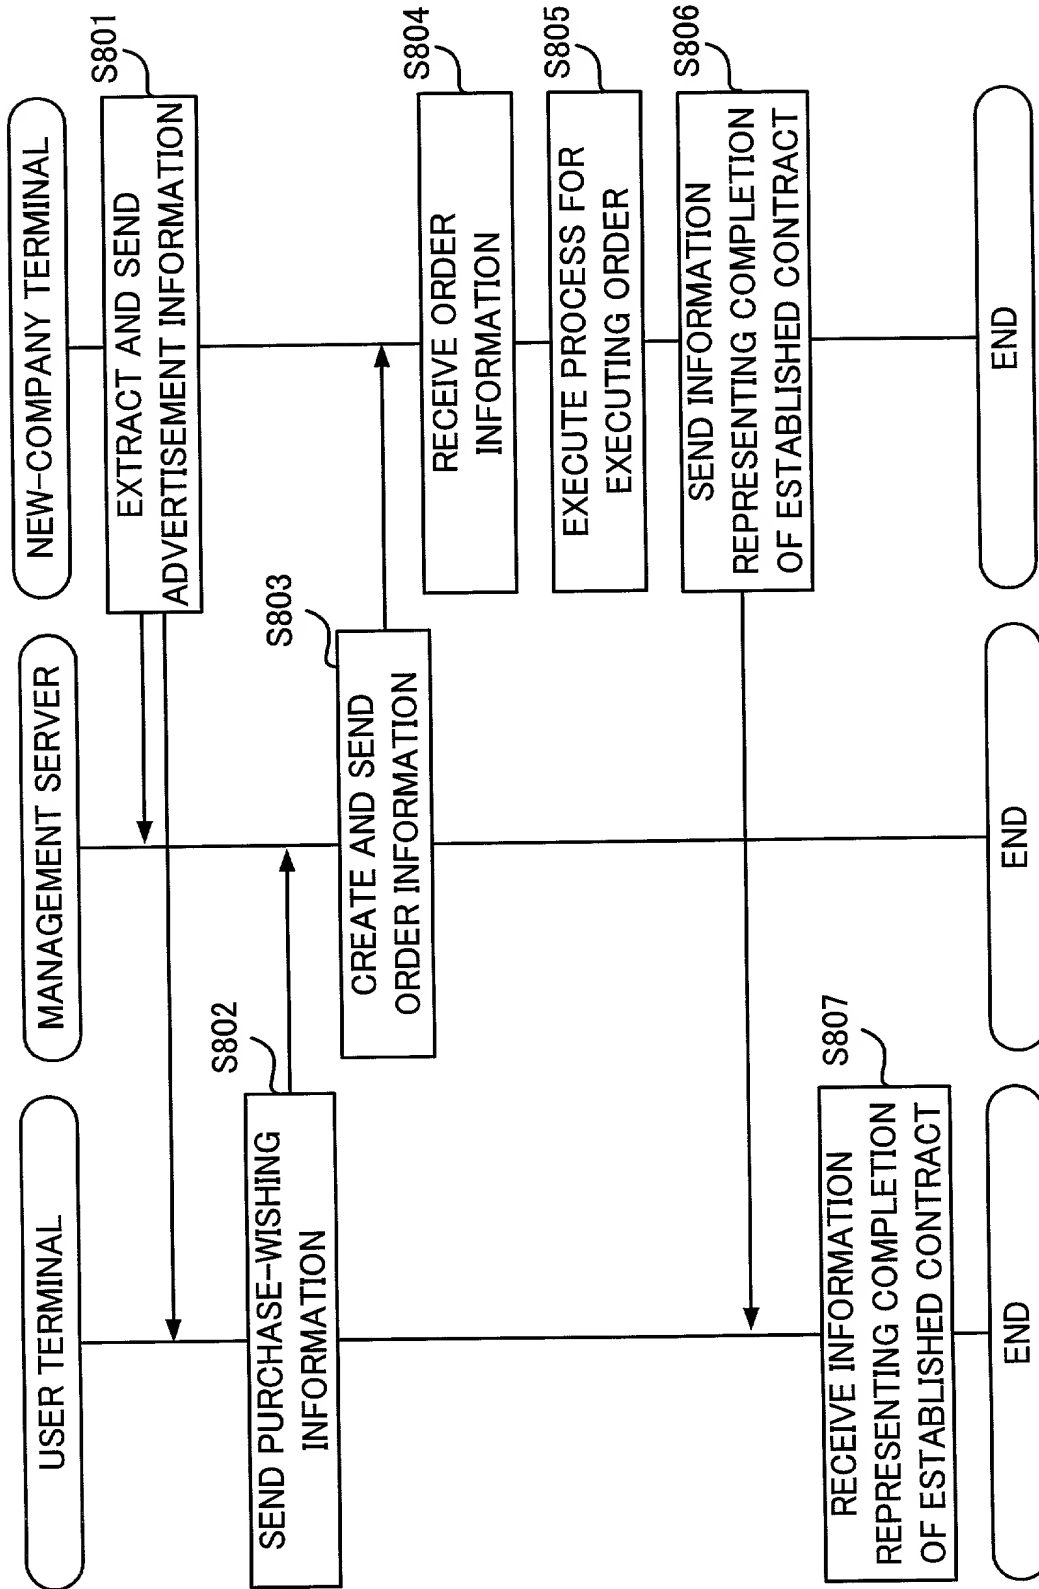 USER TERMINAL
MANAGEMENT SERVER
NEW-COMPANY TERMINAL
S801
EXTRACT AND SEND
ADVERTISEMENT INFORMATION
S802
SEND PURCHASE-WISHING
INFORMATION
S803
CREATE AND SEND
ORDER INFORMATION
S804
RECEIVE ORDER
INFORMATION
S805
EXECUTE PROCESS FOR
EXECUTING ORDER
S806
SEND INFORMATION
REPRESENTING COMPLETION
OF ESTABLISHED CONTRACT
S807
RECEIVE INFORMATION
REPRESENTING COMPLETION
OF ESTABLISHED CONTRACT
END
END
END